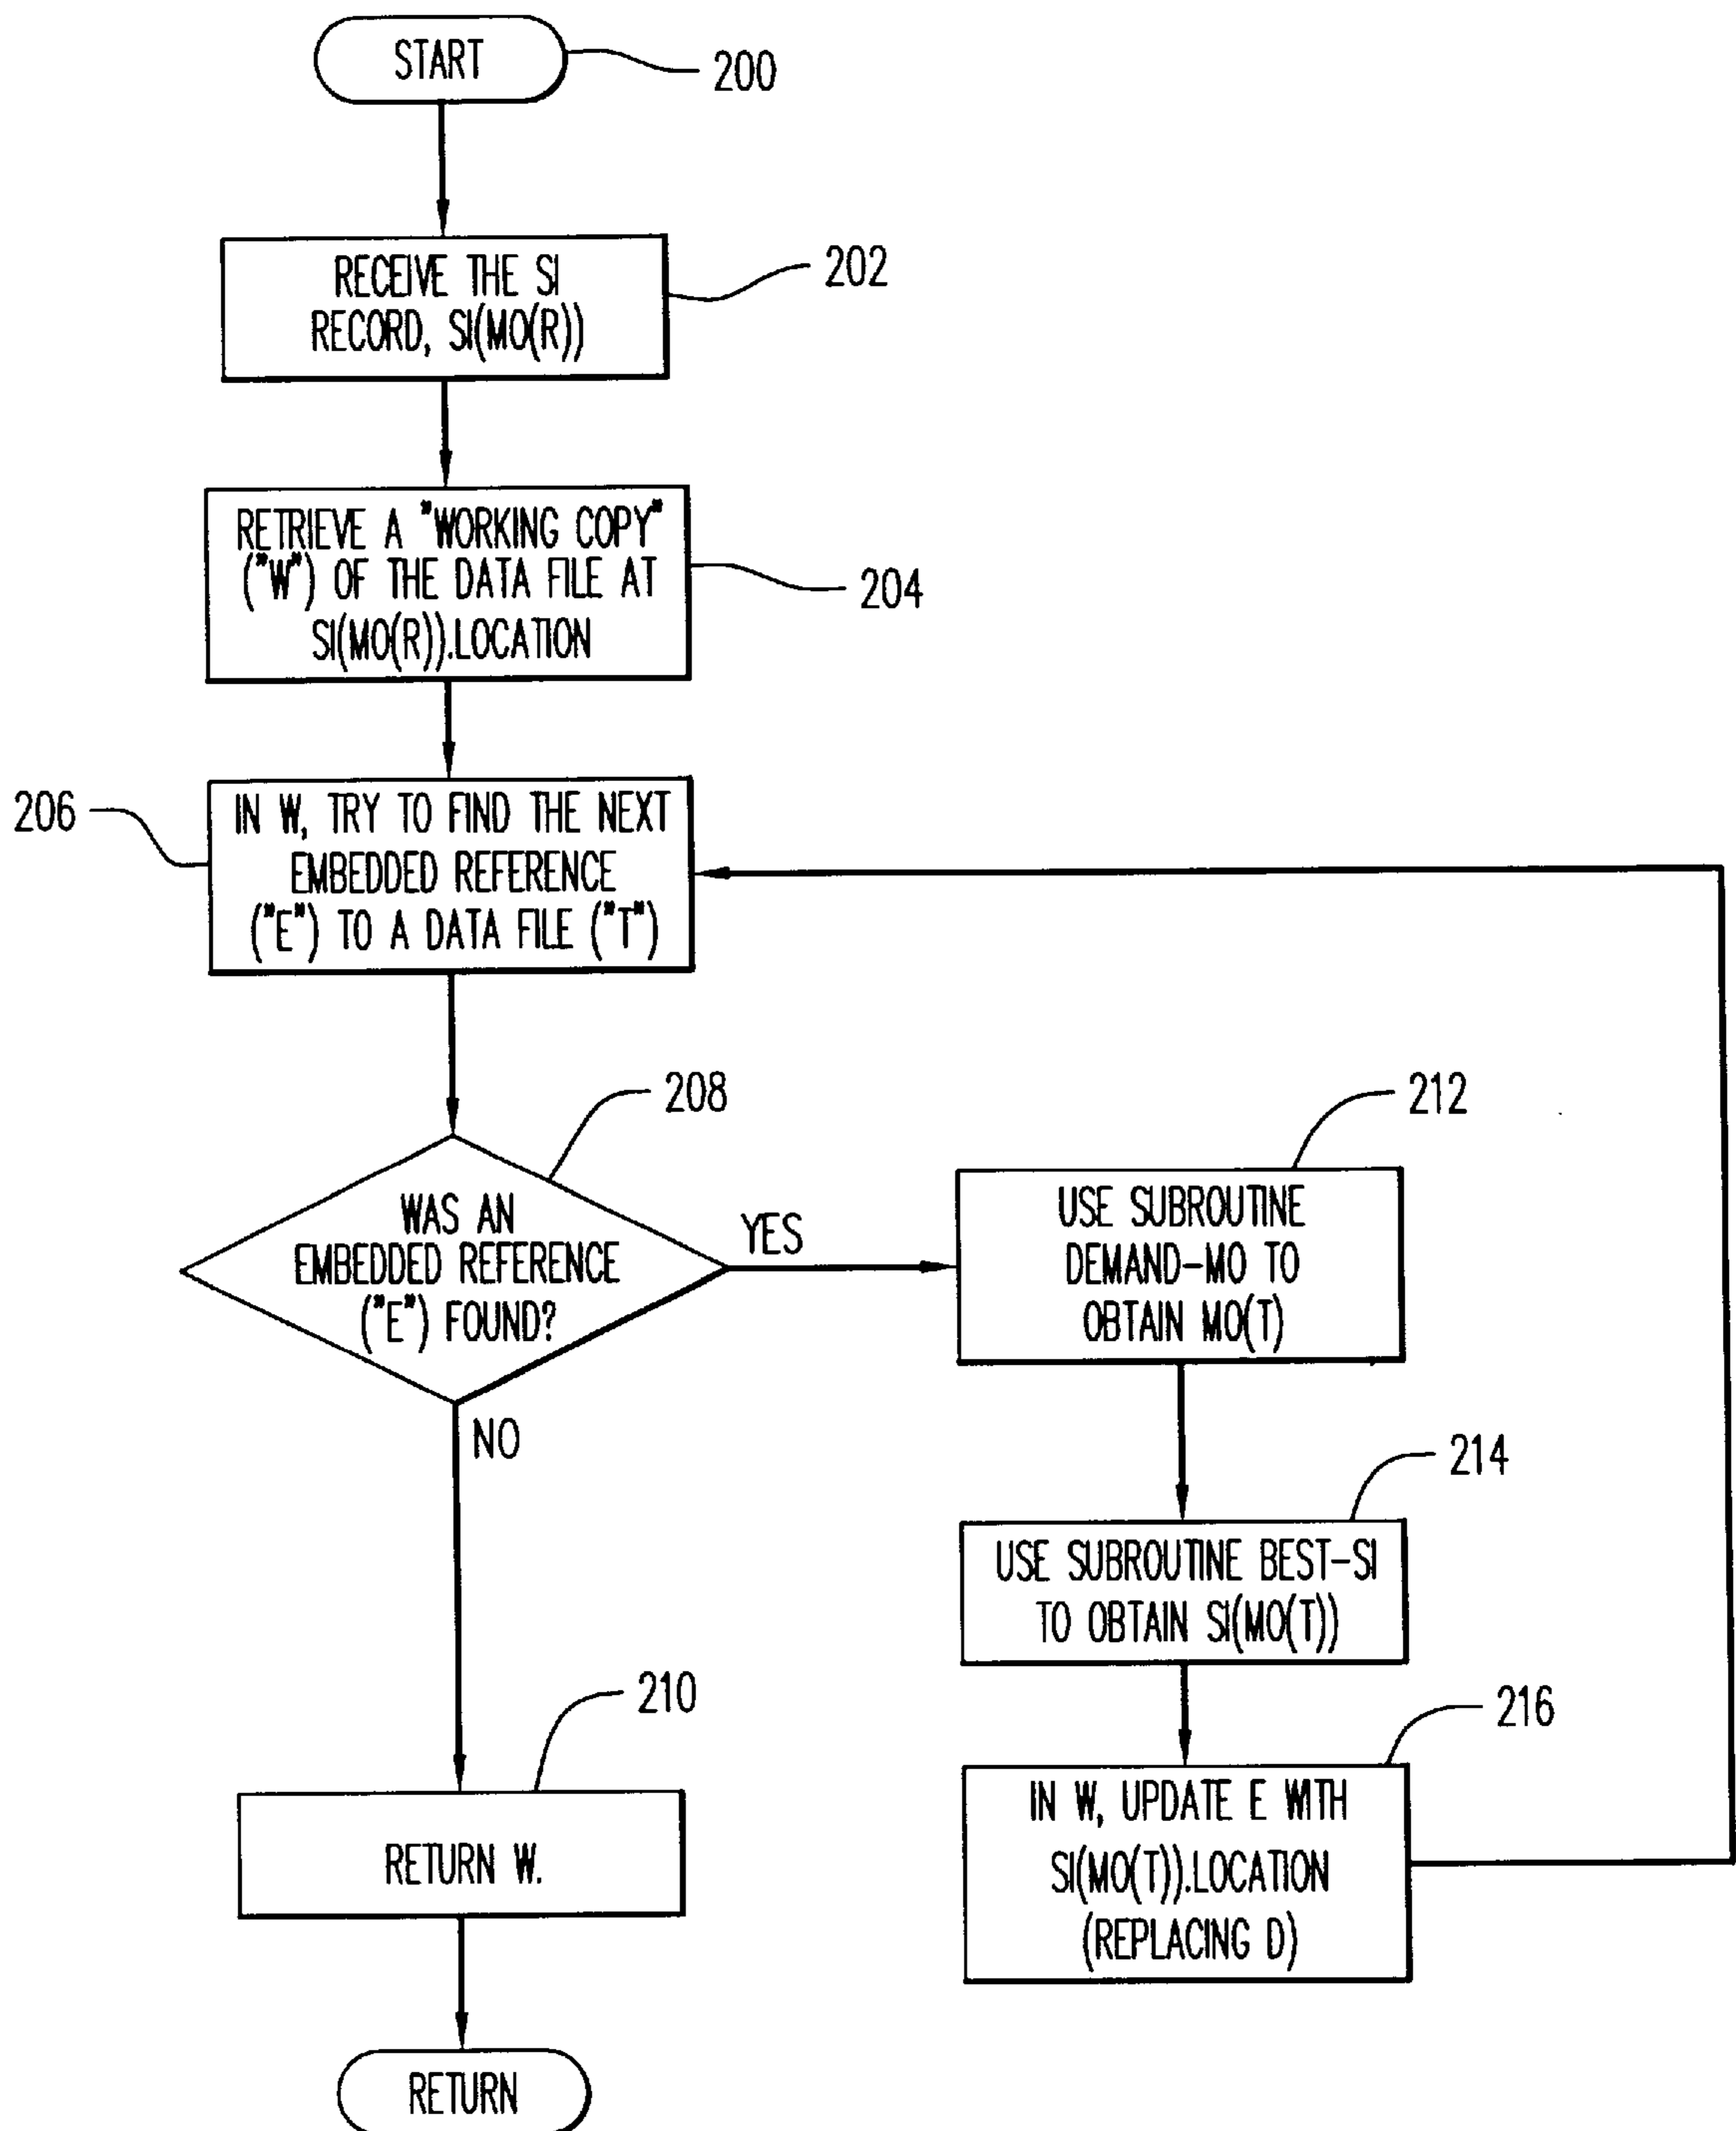 START
200
RECEIVE THE SI
RECORD, SI(MO(R))
202
RETRIEVE A "WORKING COPY"
("W") OF THE DATA FILE AT
SI(MO(R)).LOCATION
204
206
IN W, TRY TO FIND THE NEXT
EMBEDDED REFERENCE
("E") TO A DATA FILE ("T")
208
WAS AN
EMBEDDED REFERENCE
("E") FOUND?
YES
NO
212
USE SUBROUTINE
DEMAND-MO TO
OBTAIN MO(T)
214
USE SUBROUTINE BEST-SI
TO OBTAIN SI(MO(T))
216
IN W, UPDATE E WITH
SI(MO(T)).LOCATION
(REPLACING D)
210
RETURN W.
RETURN